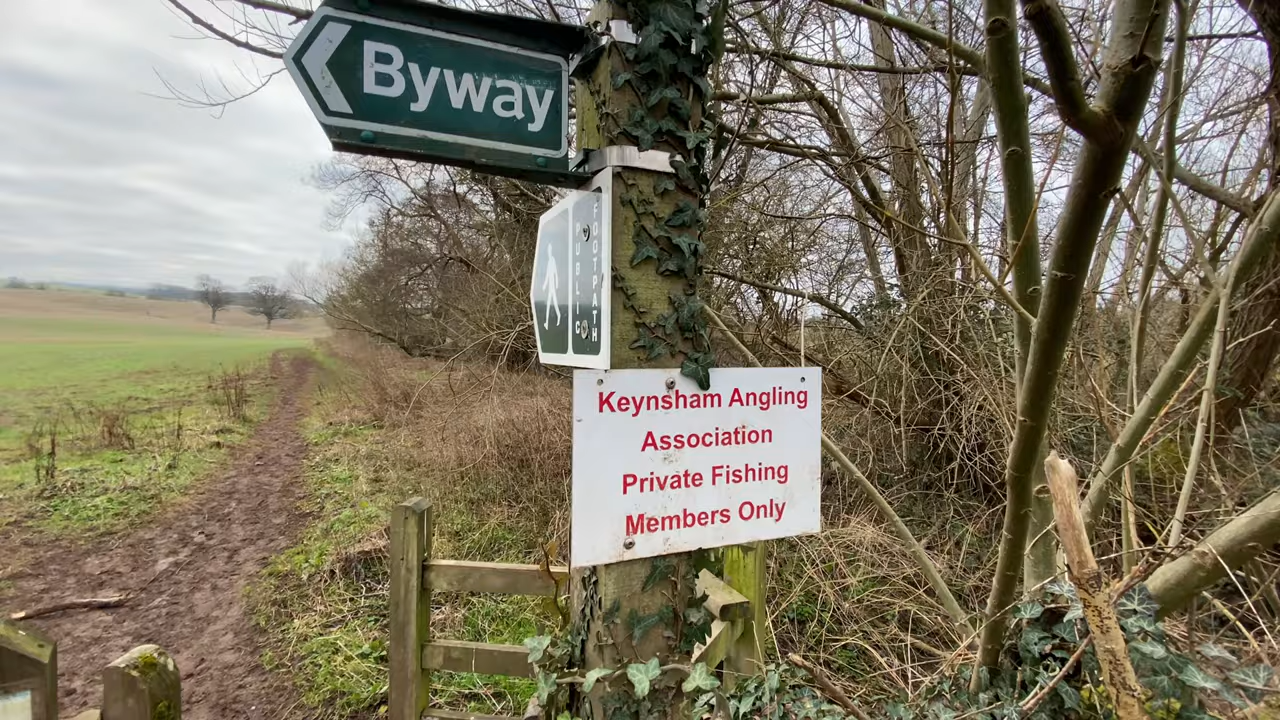 Byway
PUBLIC
FOOTPATH
Keynsham Angling
Association
Private Fishing
Members Only